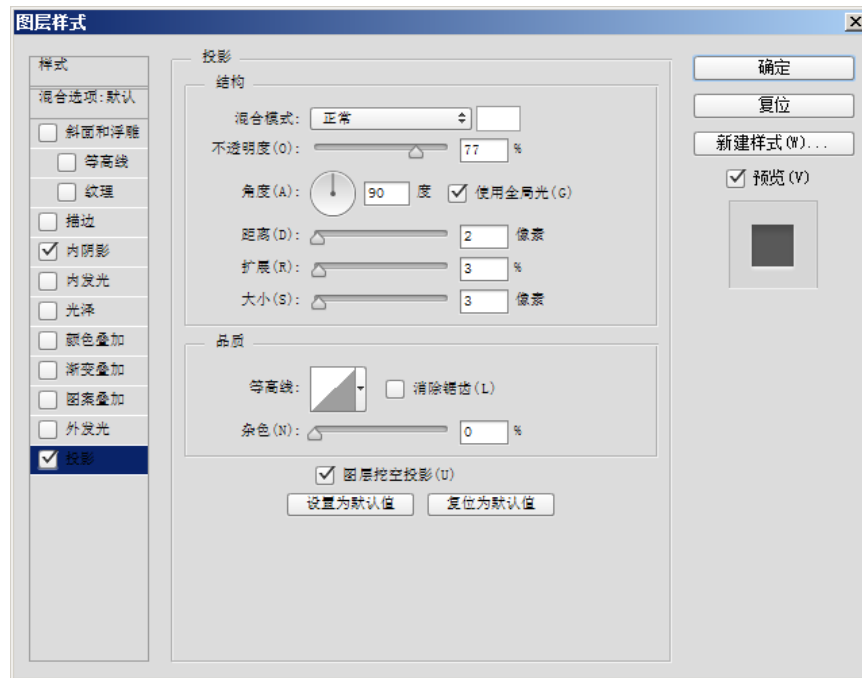 图层样式
样式
混合选项:默认
斜面和浮雕
等高线
纹理
描边
内阴影
内发光
光泽
颜色叠加
渐变叠加
图案叠加
外发光
投影
投影
结构
混合模式: 正常
不透明度(O): 77 %
角度(A): 90 度 使用全局光(G)
距离(D): 2 像素
扩展(R): 3 %
大小(S): 3 像素
品质
等高线: 消除锯齿(L)
杂色(N): 0 %
图层挖空投影(U)
设置为默认值 复位为默认值
确定
复位
新建样式(W)...
预览(V)